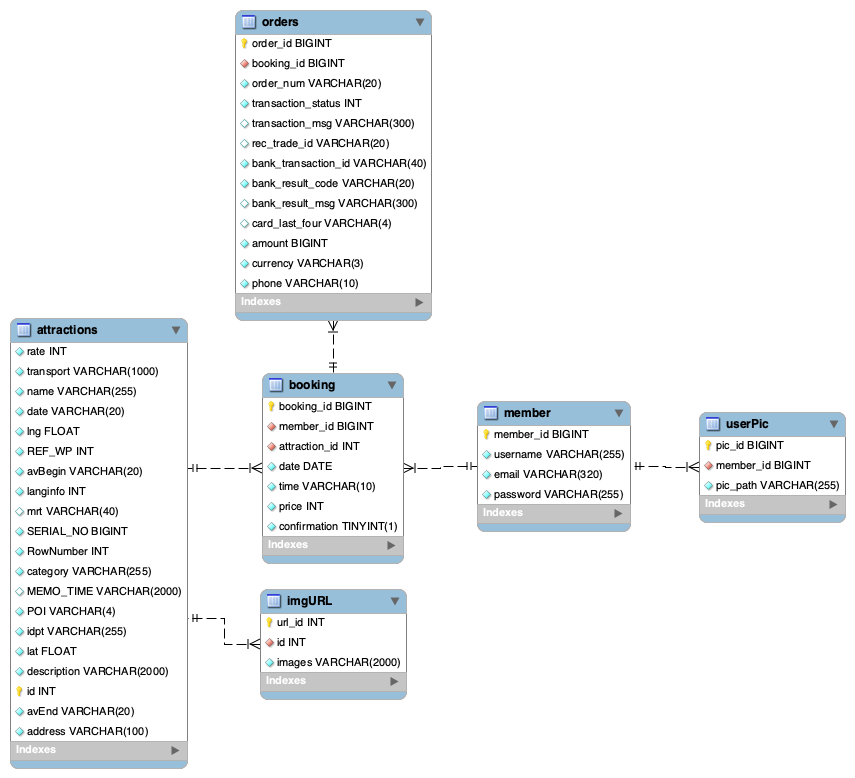 orders
order_id BIGINT
booking_id BIGINT
order_num VARCHAR(20)
transaction_status INT
transaction_msg VARCHAR(300)
rec_trade_id VARCHAR(20)
bank_transaction_id VARCHAR(40)
bank_result_code VARCHAR(20)
bank_result_msg VARCHAR(300)
card_last_four VARCHAR(4)
amount BIGINT
currency VARCHAR(3)
phone VARCHAR(10)
Indexes
attractions
rate INT
transport VARCHAR(1000)
name VARCHAR(255)
date VARCHAR(20)
lng FLOAT
REF_WP INT
avBegin VARCHAR(20)
langinfo INT
mrt VARCHAR(40)
SERIAL_NO BIGINT
RowNumber INT
category VARCHAR(255)
MEMO_TIME VARCHAR(2000)
POI VARCHAR(4)
idpt VARCHAR(255)
lat FLOAT
description VARCHAR(2000)
id INT
avEnd VARCHAR(20)
address VARCHAR(100)
Indexes
booking
booking_id BIGINT
member_id BIGINT
attraction_id INT
date DATE
time VARCHAR(10)
price INT
confirmation TINYINT(1)
Indexes
member
member_id BIGINT
username VARCHAR(255)
email VARCHAR(320)
password VARCHAR(255)
Indexes
userPic
pic_id BIGINT
member_id BIGINT
pic_path VARCHAR(255)
Indexes
imgURL
url_id INT
id INT
images VARCHAR(2000)
Indexes